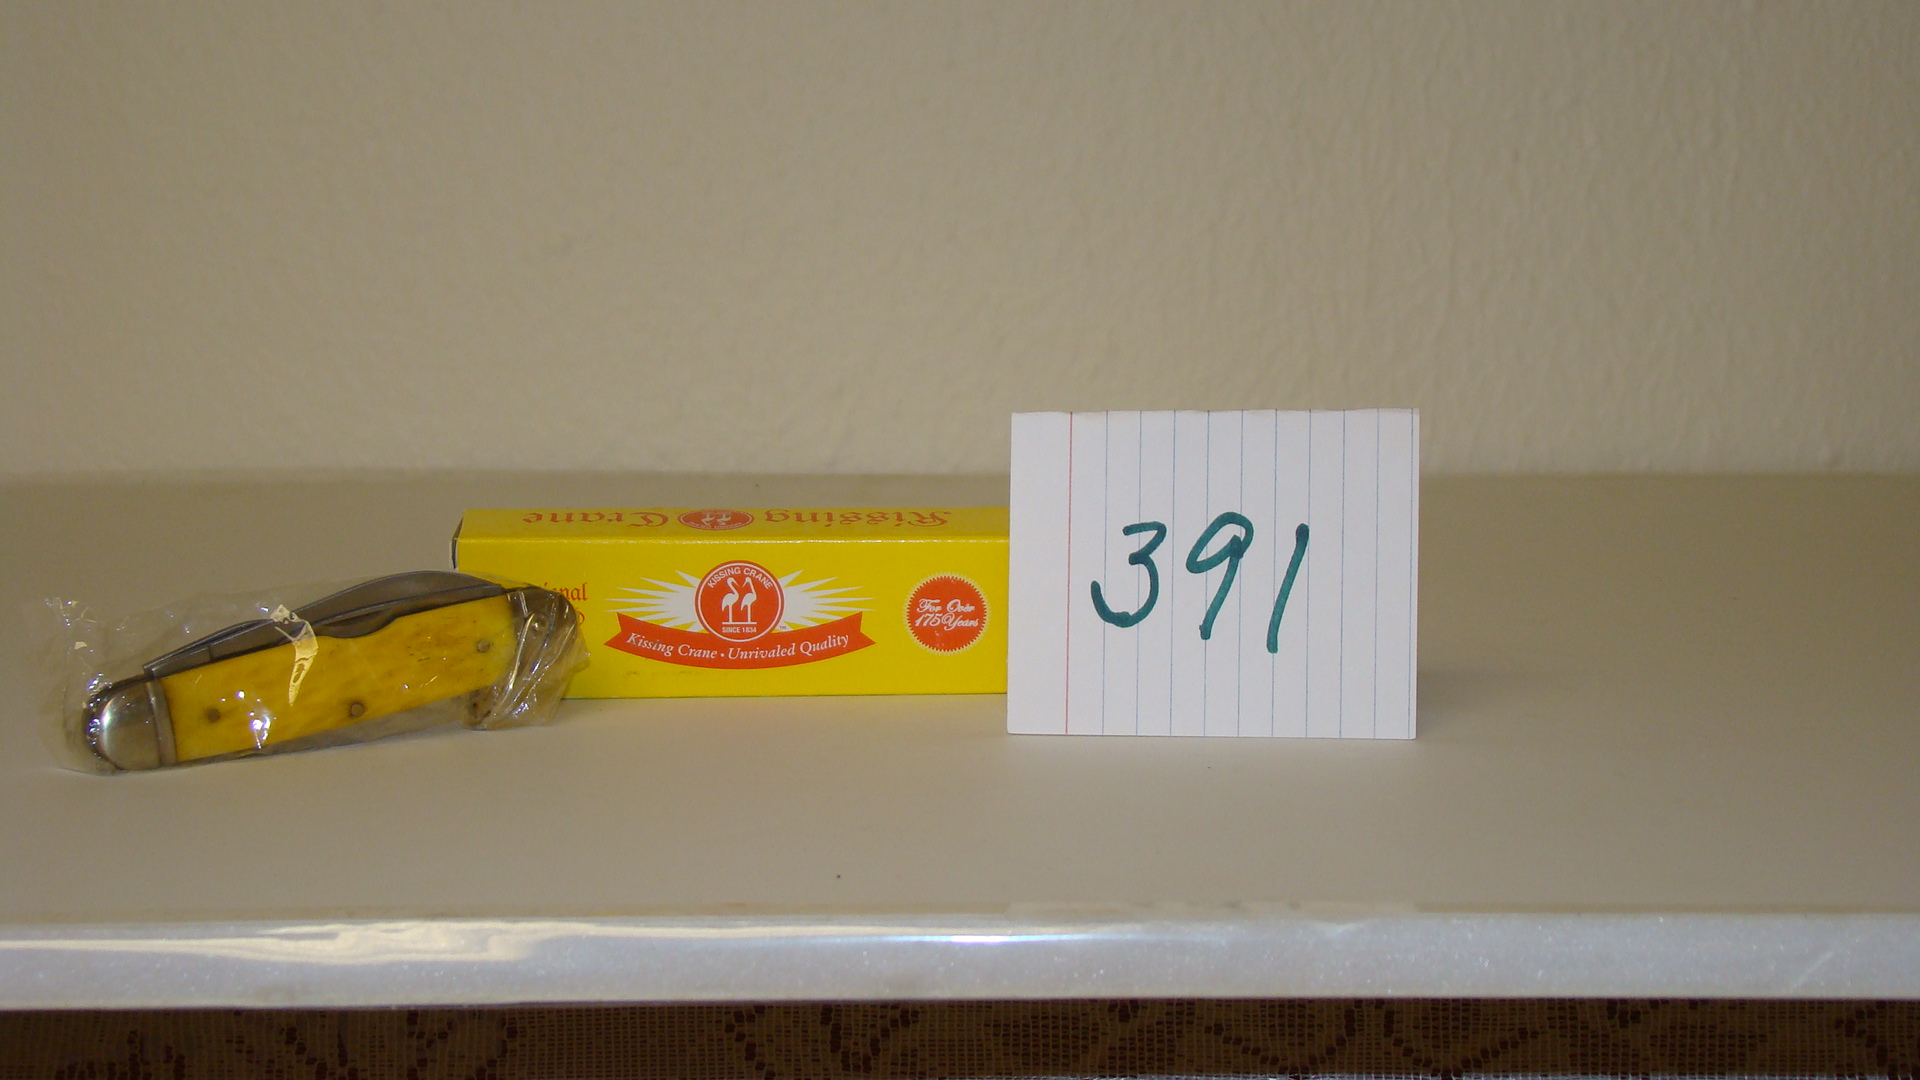 Kissing Crane
KISSING CRANE
SINCE 1834
Kissing Crane • Unrivaled Quality
For Over
175 Years
391